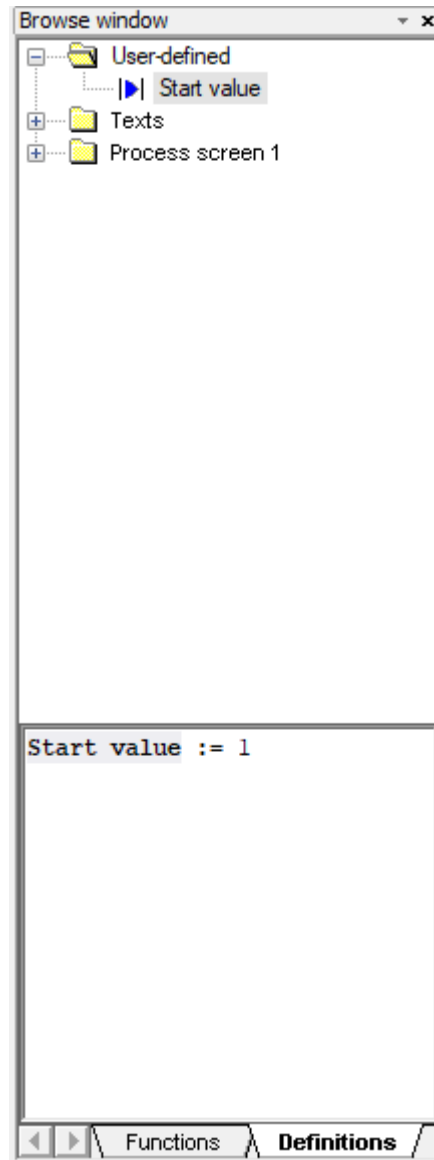 Browse window
User-defined
Start value
Texts
Process screen 1
Start value := 1
Functions Definitions